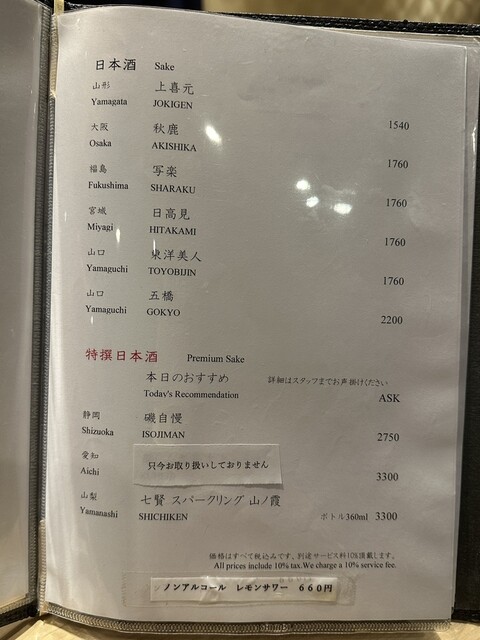 日本酒 Sake
山形 上喜元
Yamagata JOKIGEN 1540
大阪 秋鹿
Osaka AKISHIKA 1760
福島 写楽
Fukushima SHARAKU 1760
宮城 日高見
Miyagi HITAKAMI 1760
山口 東洋美人
Yamaguchi TOYOBIJIN 1760
山口 五橋
Yamaguchi GOKYO 2200
特撰日本酒 Premium Sake
本日のおすすめ 詳細はスタッフまでお声掛けください
Today's Recommendation ASK
静岡 磯自慢
Shizuoka ISOJIMAN 2750
愛知 只今お取り扱いしておりません
Aichi 3300
山梨 七賢 スパークリング 山ノ霞
Yamanashi SHICHIKEN ボトル360ml 3300
価格はすべて税込みです、別途サービス料10%頂戴します。
All prices include 10% tax.We charge a 10% service fee.
ノンアルコール レモンサワー 660円